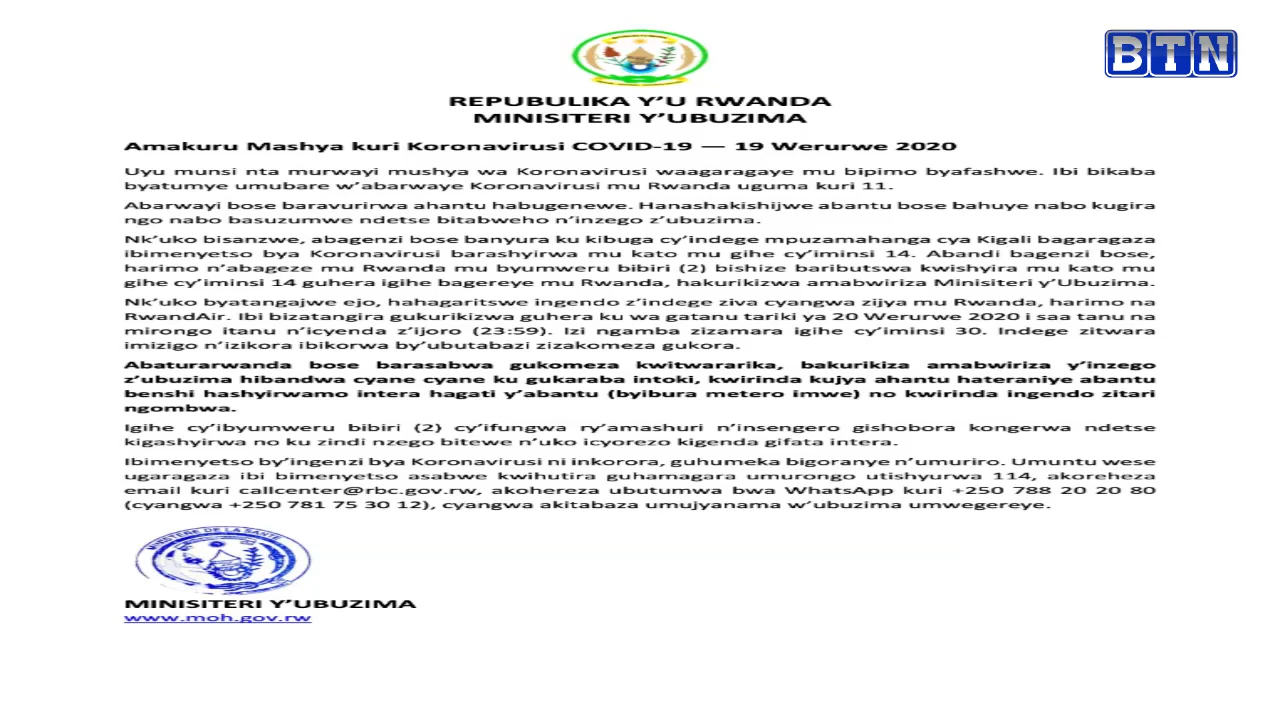 BTN
REPUBULIKA Y'U RWANDA
MINISITERI Y'UBUZIMA
Amakuru Mashya kuri Koronavirusi COVID-19 — 19 Werurwe 2020
Uyu munsi nta murwayi mushya wa Koronavirusi waagaragaye mu bipimo byafashwe. Ibi bikaba
byatumye umubare w'abarwaye Koronavirusi mu Rwanda uguma kuri 11.
Abarwayi bose baravurirwa ahantu habugenewe. Hanashakishijwe abantu bose bahuye nabo kugira
ngo nabo basuzumwe ndetse bitabweho n'inzego z'ubuzima.
Nk'uko bisanzwe, abagenzi bose banyura ku kibuga cy'indege mpuzamahanga cya Kigali bagaragaza
ibimenyetso bya Koronavirusi barashyirwa mu kato mu gihe cy'iminsi 14. Abandi bagenzi bose,
harimo n'abageze mu Rwanda mu byumweru bibiri (2) bishize baributswa kwishyira mu kato mu
gihe cy'iminsi 14 guhera igihe bagereye mu Rwanda, hakurikizwa amabwiriza Minisiteri y'Ubuzima.
Nk'uko byatangajwe ejo, hahagaritswe ingendo z'indege ziva cyangwa zijya mu Rwanda, harimo na
RwandAir. Ibi bizatangira gukurikizwa guhera ku wa gatanu tariki ya 20 Werurwe 2020 i saa tanu na
mirongo itanu n'icyenda z'ijoro (23:59). Izi ngamba zizamara igihe cy'iminsi 30. Indege zitwara
imizigo n'izikora ibikorwa by'ubutabazi zizakomeza gukora.
Abaturarwanda bose barasabwa gukomeza kwitwararika, bakurikiza amabwiriza y'inzego
z'ubuzima hibandwa cyane cyane ku gukaraba intoki, kwirinda kujya ahantu hateraniye abantu
benshi hashyirwamo intera hagati y'abantu (byibura metero imwe) no kwirinda ingendo zitari
ngombwa.
Igihe cy'ibyumweru bibiri (2) cy'ifungwa ry'amashuri n'insengero gishobora kongerwa ndetse
kigashyirwa no ku zindi nzego bitewe n'uko icyorezo kigenda gifata intera.
Ibimenyetso by'ingenzi bya Koronavirusi ni inkorora, guhumeka bigoranye n'umuriro. Umuntu wese
ugaragaza ibi bimenyetso asabwe kwihutira guhamagara umurongo utishyurwa 114, akoreheza
email kuri callcenter@rbc.gov.rw, akohereza ubutumwa bwa WhatsApp kuri +250 788 20 20 80
(cyangwa +250 781 75 30 12), cyangwa akitabaza umujyanama w'ubuzima umwegereye.
MINISTERE DE LA SANTE
MINISITERI Y'UBUZIMA
www.moh.gov.rw